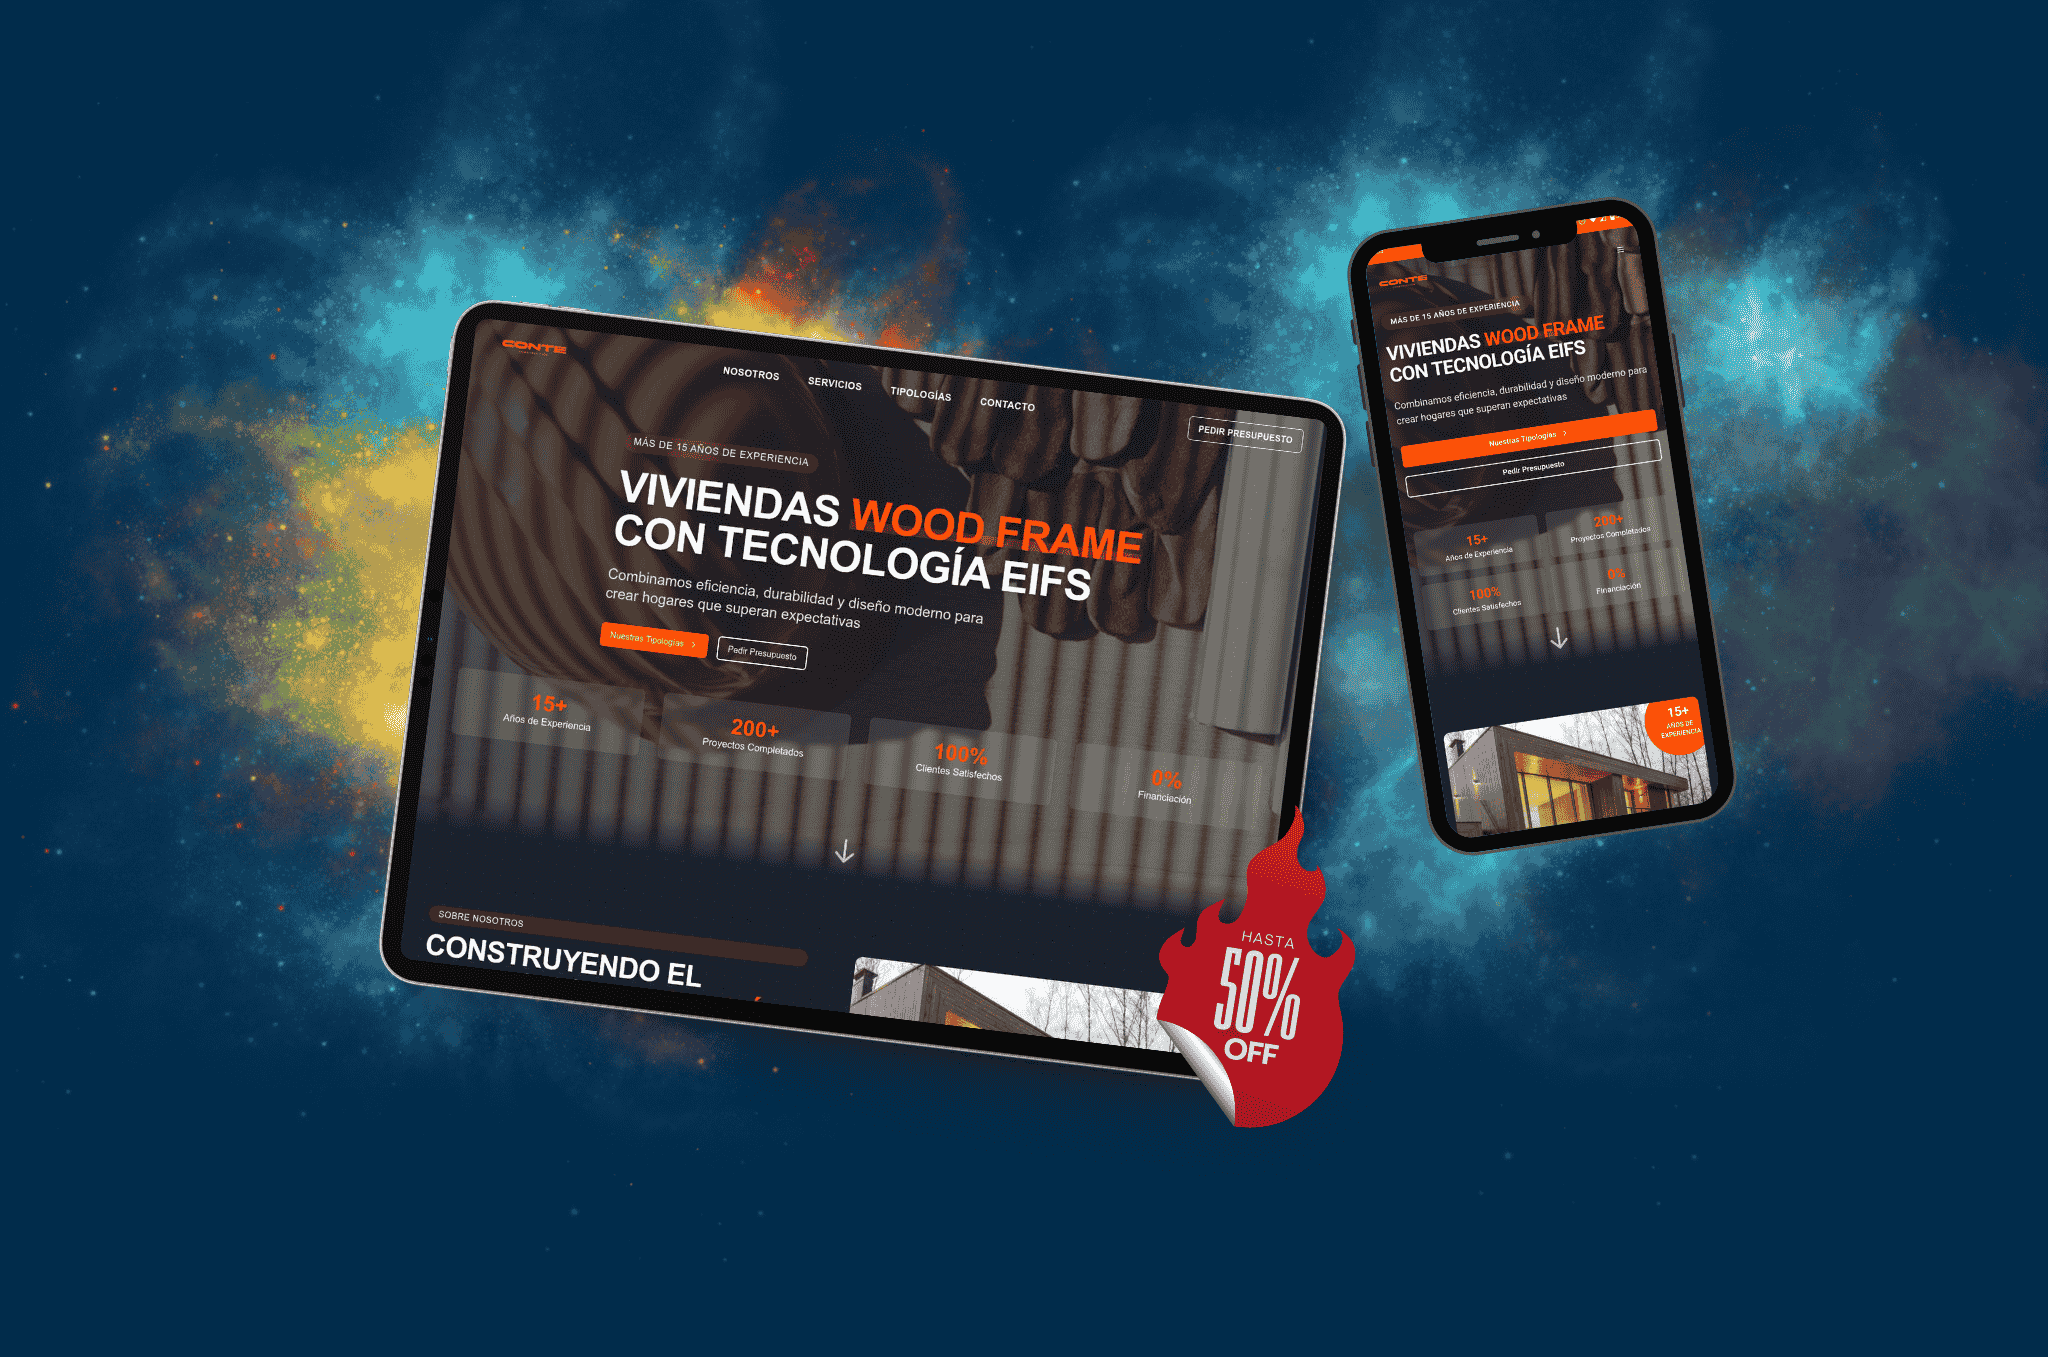 CONTE
NOSOTROS SERVICIOS TIPOLOGÍAS CONTACTO
PEDIR PRESUPUESTO
MÁS DE 15 AÑOS DE EXPERIENCIA
VIVIENDAS WOOD FRAME
CON TECNOLOGÍA EIFS
Combinamos eficiencia, durabilidad y diseño moderno para
crear hogares que superan expectativas
Nuestras Tipologías
Pedir Presupuesto
15+
Años de Experiencia
200+
Proyectos Completados
100%
Clientes Satisfechos
0%
Financiación
SOBRE NOSOTROS
CONSTRUYENDO EL
HASTA
50%
OFF
CONTE
MÁS DE 15 AÑOS DE EXPERIENCIA
VIVIENDAS WOOD FRAME
CON TECNOLOGÍA EIFS
Combinamos eficiencia, durabilidad y diseño moderno para
crear hogares que superan expectativas
Nuestras Tipologías
Pedir Presupuesto
15+
Años de Experiencia
200+
Proyectos Completados
100%
Clientes Satisfechos
0%
Financiación
15+
AÑOS DE
EXPERIENCIA